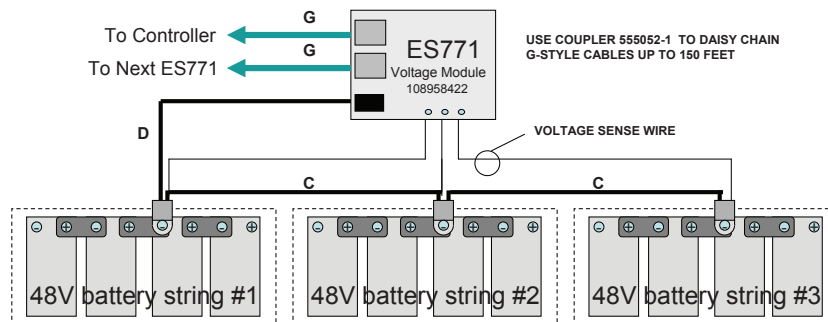 G
To Controller
G
To Next ES771
ES771
Voltage Module
108958422
USE COUPLER 555052-1 TO DAISY CHAIN
G-STYLE CABLES UP TO 150 FEET
D
VOLTAGE SENSE WIRE
C
C
48V battery string #1
48V battery string #2
48V battery string #3